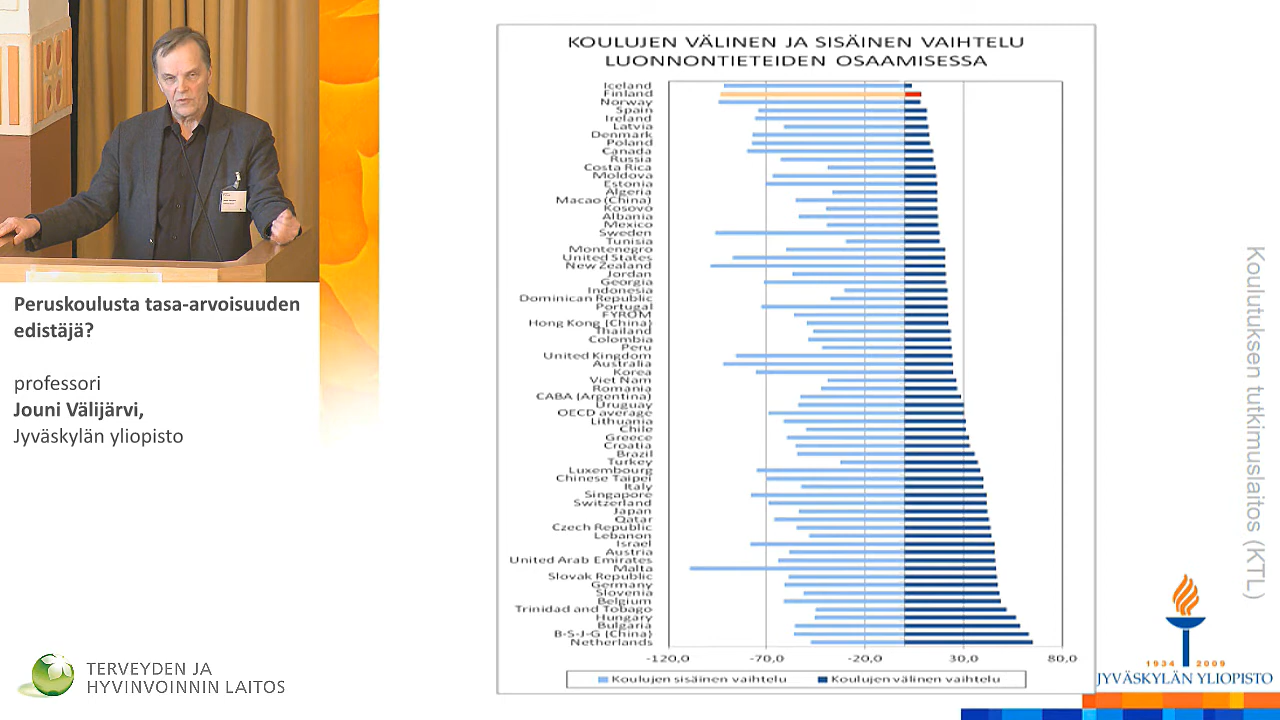 Peruskoulusta tasa-arvoisuuden
edistäjä?
professori
Jouni Välijärvi,
Jyväskylän yliopisto
TERVEYDEN JA
HYVINVOINNIN LAITOS
KOULUJEN VÄLINEN JA SISÄINEN VAIHTELU
LUONNONTIETEIDEN OSAAMISESSA
Iceland
Finland
Norway
Spain
Ireland
Latvia
Denmark
Poland
Canada
Russia
Costa Rica
Moldova
Estonia
Algeria
Macao (China)
Kosovo
Albania
Mexico
Sweden
Tunisia
Montenegro
United States
New Zealand
Jordan
Georgia
Indonesia
Dominican Republic
Portugal
FYROM
Hong Kong (China)
Thailand
Colombia
Peru
United Kingdom
Australia
Korea
Viet Nam
Romania
CABA (Argentina)
Uruguay
OECD average
Lithuania
Chile
Greece
Croatia
Brazil
Turkey
Luxembourg
Chinese Taipei
Italy
Singapore
Switzerland
Japan
Qatar
Czech Republic
Lebanon
Israel
Austria
United Arab Emirates
Malta
Slovak Republic
Germany
Slovenia
Belgium
Trinidad and Tobago
Hungary
Bulgaria
B-S-J-G (China)
Netherlands
-120,0 -70,0 -20,0 30,0 80,0
Koulujen sisäinen vaihtelu Koulujen välinen vaihtelu
Koulutuksen tutkimuslaitos (KTL)
1934 2009
JYVÄSKYLÄN YLIOPISTO